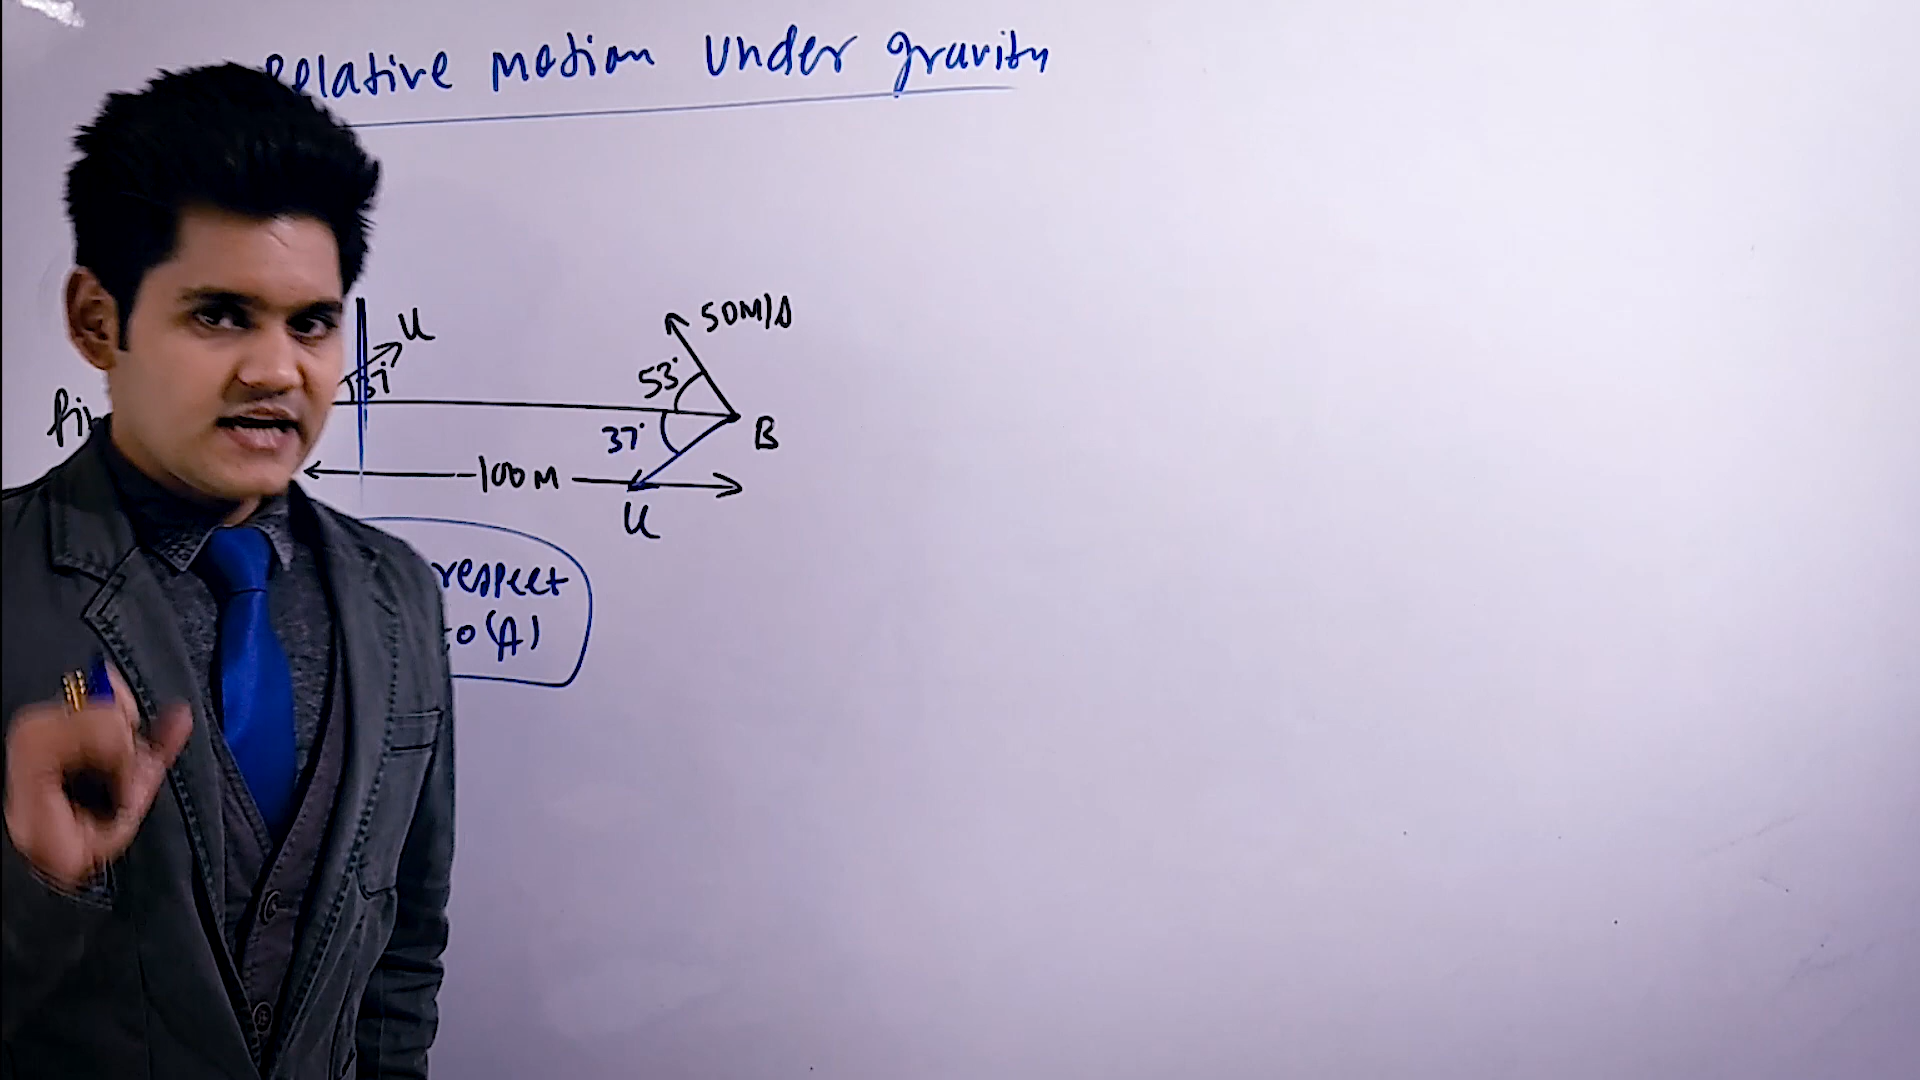 Relative motion under gravity
u
37°
50M/s
53°
37°
B
100M
u
respect
to (A)